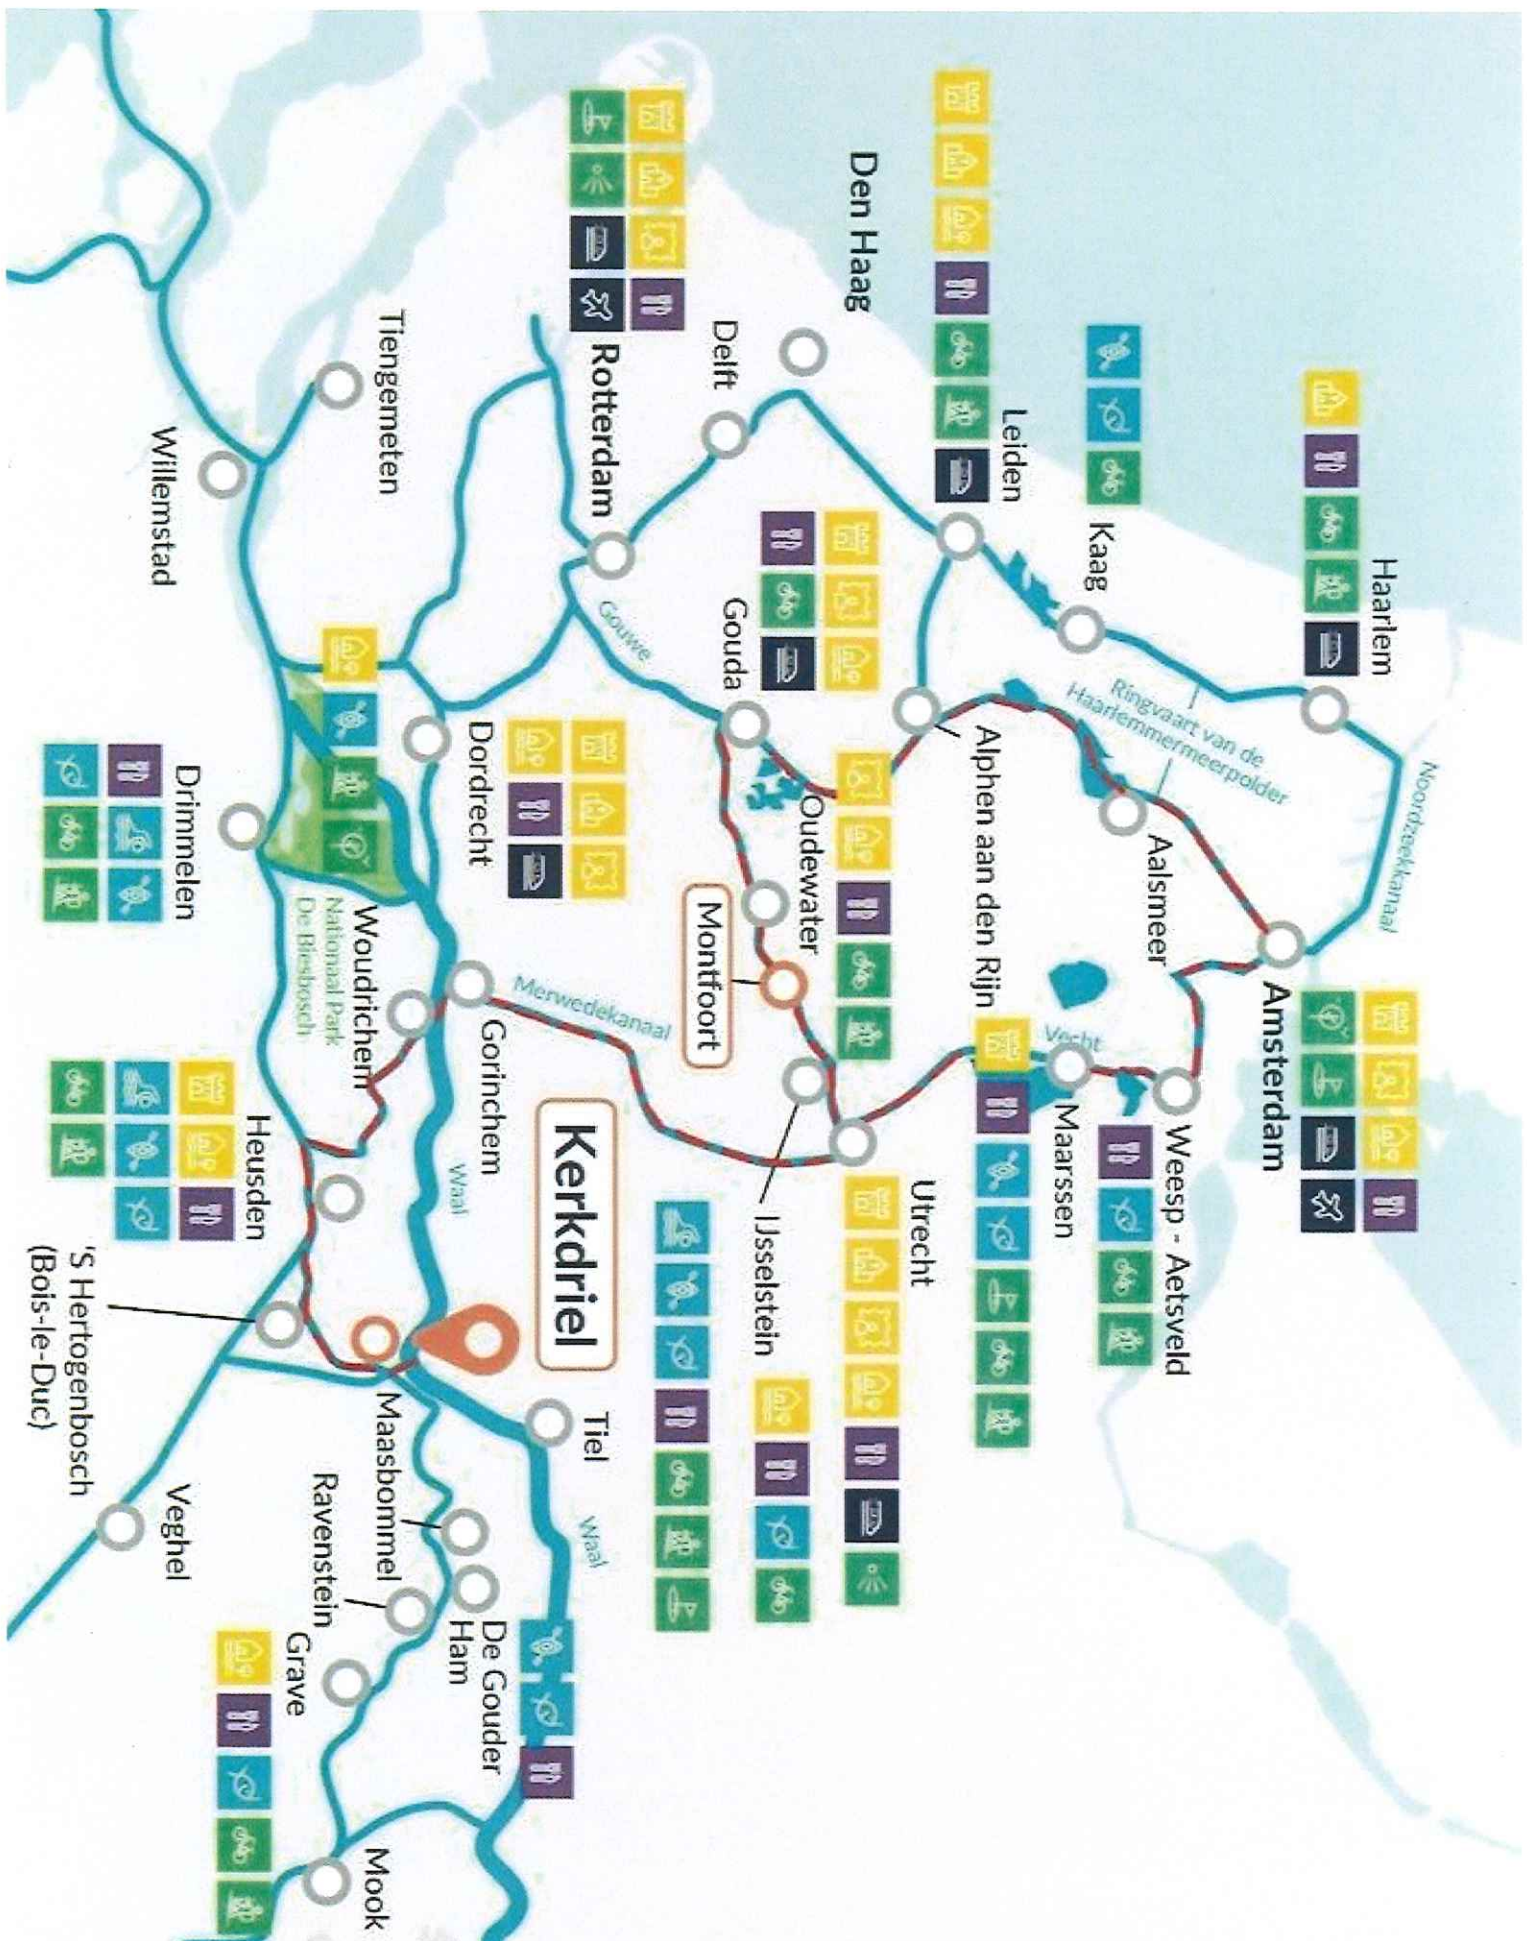 Haarlem
Noordzeekanaal
Kaag
Ringvaart van de
Haarlemmermeerpolder
Amsterdam
Leiden
Aalsmeer
Weesp - Aetsveld
Den Haag
Alphen aan den Rijn
Vecht
Maarssen
Delft
Gouda
Oudewater
Utrecht
Rotterdam
Gouwe
Montfoort
IJsselstein
Merwedekanaal
Kerkdriel
Tiengemeten
Dordrecht
Gorinchem
Tiel
Waal
Waal
Willemstad
Woudrichem
Nationaal Park
De Biesbosch
Maasbommel
De Gouden
Ham
Ravenstein
Drimmelen
Heusden
Grave
Mook
'S Hertogenbosch
(Bois-le-Duc)
Veghel